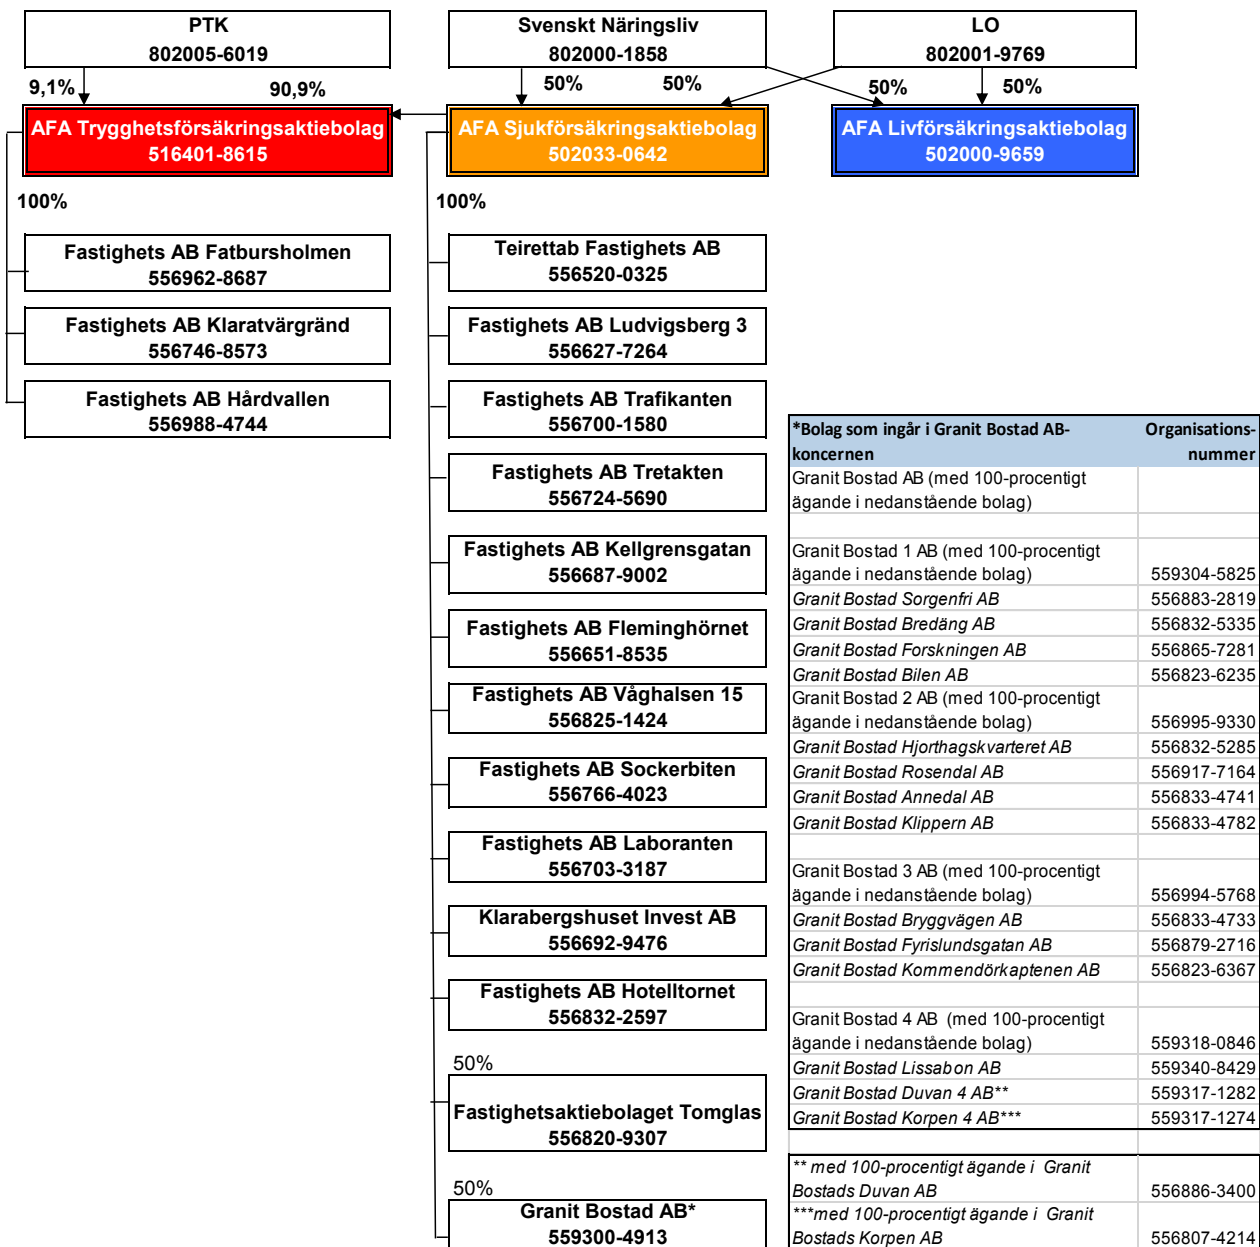 PTK
802005-6019
Svenskt Näringsliv
802000-1858
LO
802001-9769
9,1%
90,9%
50%
50%
50%
50%
AFA Trygghetsförsäkringsaktiebolag
516401-8615
AFA Sjukförsäkringsaktiebolag
502033-0642
AFA Livförsäkringsaktiebolag
502000-9659
100%
Fastighets AB Fatbursholmen
556962-8687
Fastighets AB Klaratvärgränd
556746-8573
Fastighets AB Hårdvallen
556988-4744
100%
Teirettab Fastighets AB
556520-0325
Fastighets AB Ludvigsberg 3
556627-7264
Fastighets AB Trafikanten
556700-1580
Fastighets AB Tretakten
556724-5690
Fastighets AB Kellgrensgatan
556687-9002
Fastighets AB Fleminghörnet
556651-8535
Fastighets AB Våghalsen 15
556825-1424
Fastighets AB Sockerbiten
556766-4023
Fastighets AB Laboranten
556703-3187
Klarabergshuset Invest AB
556692-9476
Fastighets AB Hotelltornet
556832-2597
50%
Fastighetsaktiebolaget Tomglas
556820-9307
50%
Granit Bostad AB*
559300-4913
*Bolag som ingår i Granit Bostad AB- Organisations-
koncernen nummer
Granit Bostad AB (med 100-procentigt
ägande i nedanstående bolag)
Granit Bostad 1 AB (med 100-procentigt
ägande i nedanstående bolag) 559304-5825
Granit Bostad Sorgenfri AB 556883-2819
Granit Bostad Bredäng AB 556832-5335
Granit Bostad Forskningen AB 556865-7281
Granit Bostad Bilen AB 556823-6235
Granit Bostad 2 AB (med 100-procentigt
ägande i nedanstående bolag) 556995-9330
Granit Bostad Hjorthagskvarteret AB 556832-5285
Granit Bostad Rosendal AB 556917-7164
Granit Bostad Annedal AB 556833-4741
Granit Bostad Klippern AB 556833-4782
Granit Bostad 3 AB (med 100-procentigt
ägande i nedanstående bolag) 556994-5768
Granit Bostad Bryggvägen AB 556833-4733
Granit Bostad Fyrislundsgatan AB 556879-2716
Granit Bostad Kommendörkaptenen AB 556823-6367
Granit Bostad 4 AB (med 100-procentigt
ägande i nedanstående bolag) 559318-0846
Granit Bostad Lissabon AB 559340-8429
Granit Bostad Duvan 4 AB** 559317-1282
Granit Bostad Korpen 4 AB*** 559317-1274
** med 100-procentigt ägande i Granit
Bostads Duvan AB 556886-3400
***med 100-procentigt ägande i Granit
Bostads Korpen AB 556807-4214